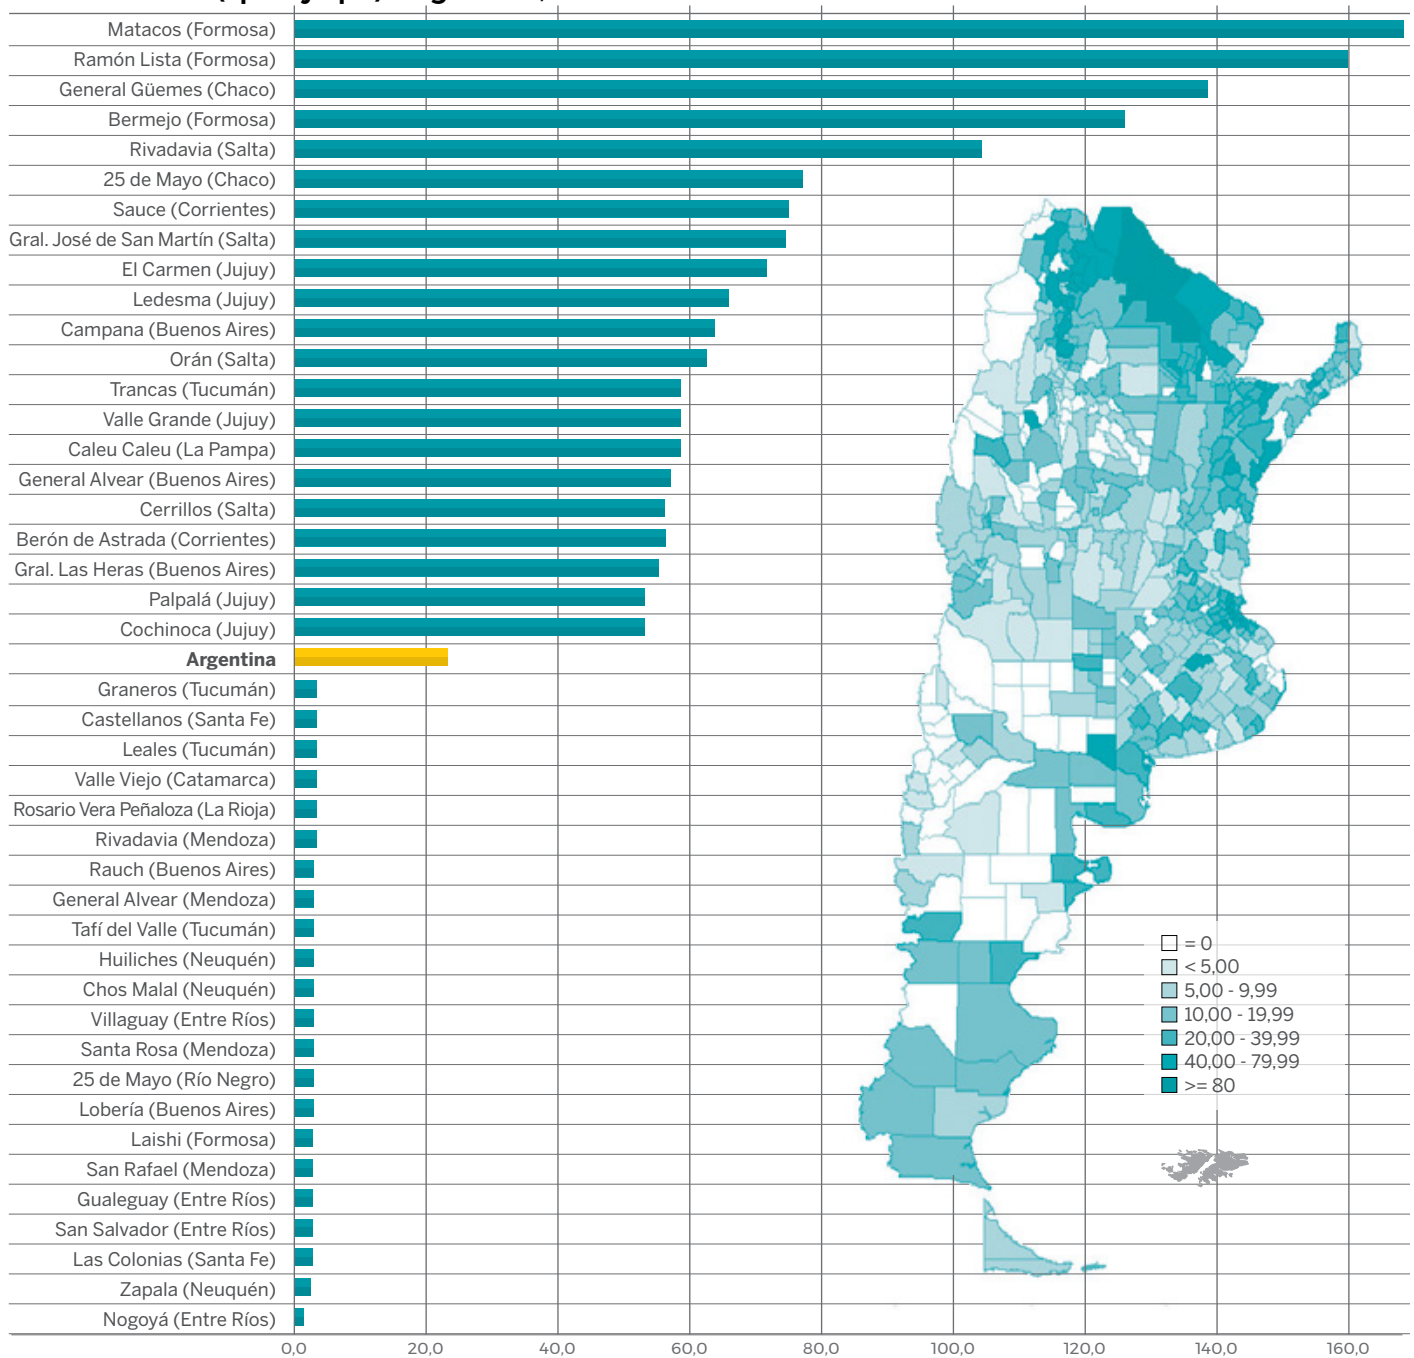 Matacos (Formosa)
Ramón Lista (Formosa)
General Güemes (Chaco)
Bermejo (Formosa)
Rivadavia (Salta)
25 de Mayo (Chaco)
Sauce (Corrientes)
Gral. José de San Martín (Salta)
El Carmen (Jujuy)
Ledesma (Jujuy)
Campana (Buenos Aires)
Orán (Salta)
Trancas (Tucumán)
Valle Grande (Jujuy)
Caleu Caleu (La Pampa)
General Alvear (Buenos Aires)
Cerrillos (Salta)
Berón de Astrada (Corrientes)
Gral. Las Heras (Buenos Aires)
Palpalá (Jujuy)
Cochinoca (Jujuy)
Argentina
Graneros (Tucumán)
Castellanos (Santa Fe)
Leales (Tucumán)
Valle Viejo (Catamarca)
Rosario Vera Peñaloza (La Rioja)
Rivadavia (Mendoza)
Rauch (Buenos Aires)
General Alvear (Mendoza)
Tafí del Valle (Tucumán)
Huiliches (Neuquén)
Chos Malal (Neuquén)
Villaguay (Entre Ríos)
Santa Rosa (Mendoza)
25 de Mayo (Río Negro)
Lobería (Buenos Aires)
Laishi (Formosa)
San Rafael (Mendoza)
Gualeguay (Entre Ríos)
San Salvador (Entre Ríos)
Las Colonias (Santa Fe)
Zapala (Neuquén)
Nogoyá (Entre Ríos)
0,0 20,0 40,0 60,0 80,0 100,0 120,0 140,0 160,0
= 0
< 5,00
5,00 - 9,99
10,00 - 19,99
20,00 - 39,99
40,00 - 79,99
>= 80